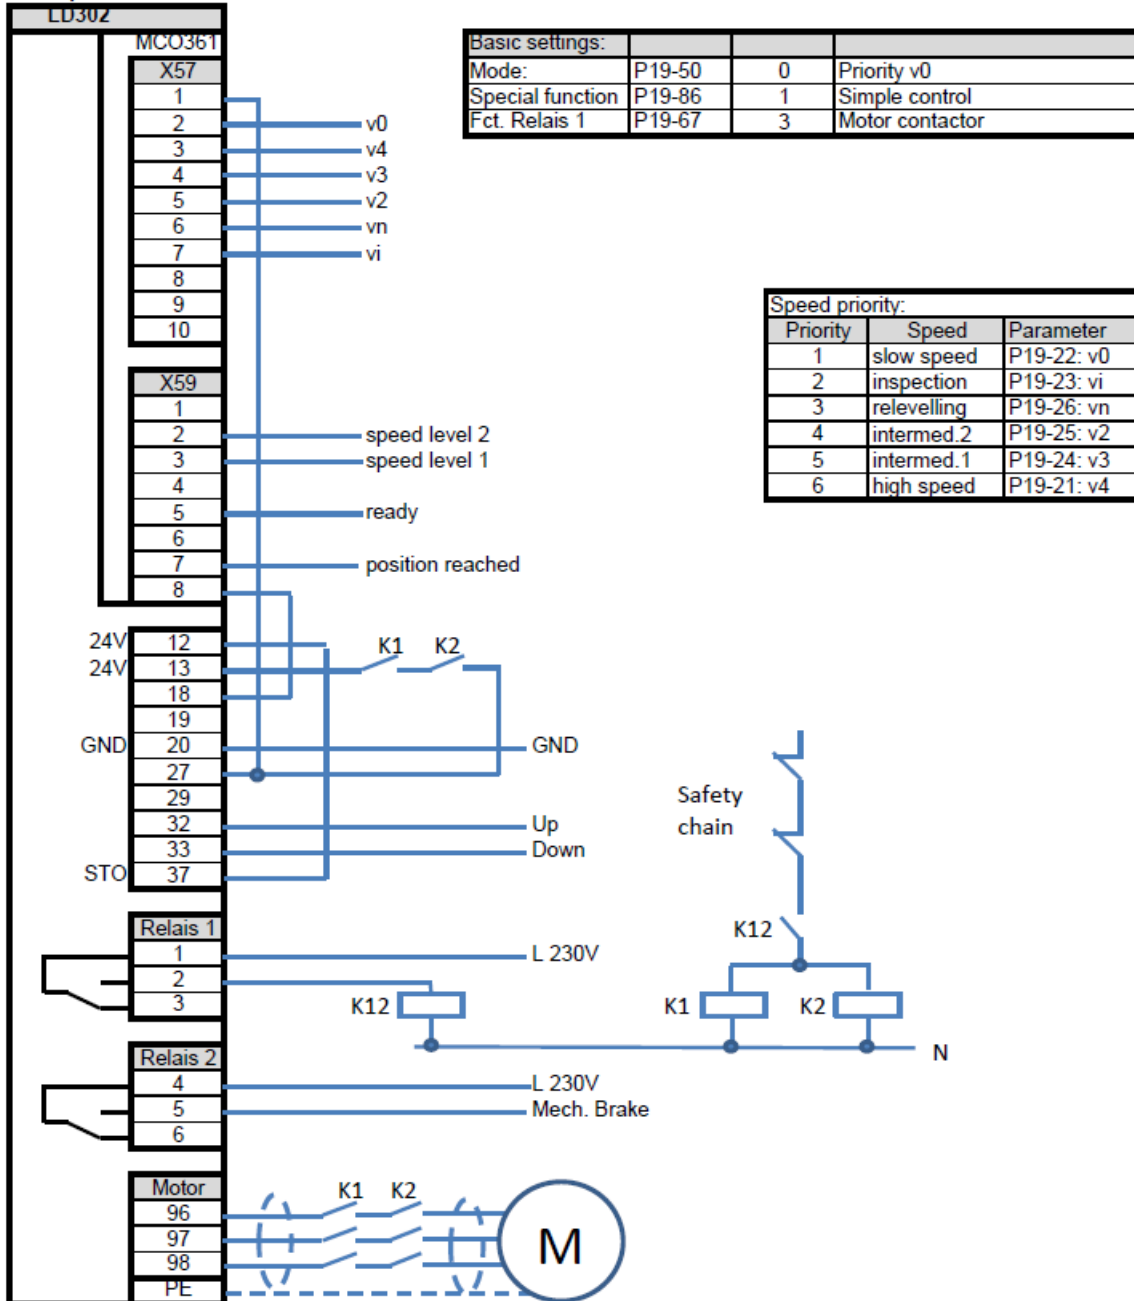 LD302
MCO361
X57
1
2 v0
3 v4
4 v3
5 v2
6 vn
7 vi
8
9
10
Basic settings:
Mode: P19-50 0 Priority v0
Special function P19-86 1 Simple control
Fct. Relais 1 P19-67 3 Motor contactor
Speed priority:
Priority Speed Parameter
1 slow speed P19-22: v0
2 inspection P19-23: vi
3 relevelling P19-26: vn
4 intermed.2 P19-25: v2
5 intermed.1 P19-24: v3
6 high speed P19-21: v4
X59
1
2 speed level 2
3 speed level 1
4
5 ready
6
7 position reached
8
24V 12
24V 13 K1 K2
18
19
GND 20 GND
27
29
32 Up
33 Down
STO 37
Safety
chain
K12
K1 K2
N
Relais 1
1 L 230V
2
3 K12
Relais 2
4 L 230V
5 Mech. Brake
6
Motor K1 K2
96
97
98
PE
M